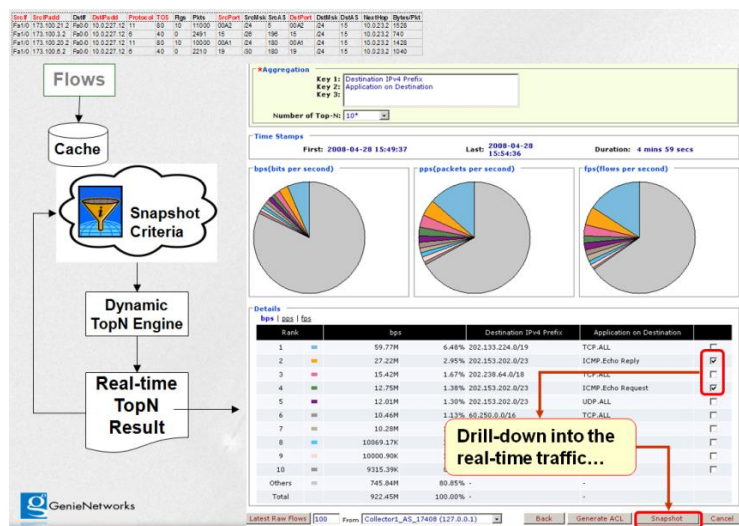 SrcIf SrcIPadd DstIf DstIPadd Protocol TOS Flgs Pkts SrcPort SrcMsk SrcAS DstPort DstMsk DstAS NextHop Bytes/Pkt
Fa1/0 173.100.21.2 Fa0/0 10.0.227.12 11 80 10 11000 00A2 /24 5 00A2 /24 15 10.0.23.2 1528
Fa1/0 173.100.3.2 Fa0/0 10.0.227.12 6 40 0 2491 15 /26 196 15 /24 15 10.0.23.2 740
Fa1/0 173.100.20.2 Fa0/0 10.0.227.12 11 80 10 10000 00A1 /24 180 00A1 /24 15 10.0.23.2 1428
Fa1/0 173.100.6.2 Fa0/0 10.0.227.12 6 40 0 2210 19 /30 180 19 /24 15 10.0.23.2 1040
Flows
Cache
Snapshot
Criteria
Dynamic
TopN Engine
Real-time
TopN
Result
GenieNetworks
*Aggregation
Key 1: Destination IPv4 Prefix
Key 2: Application on Destination
Key 3:
Number of Top-N: 10*
Time Stamps
First: 2008-04-28 15:49:37 Last: 2008-04-28 15:54:36 Duration: 4 mins 59 secs
bps(bits per second) pps(packets per second) fps(flows per second)
Details
bps | pps | fps
Rank bps Destination IPv4 Prefix Application on Destination
1 59.77M 6.48% 202.133.224.0/19 TCP.ALL
2 27.22M 2.95% 202.153.202.0/23 ICMP.Echo Reply
3 15.42M 1.67% 202.238.64.0/18 TCP.ALL
4 12.75M 1.38% 202.153.202.0/23 ICMP.Echo Request
5 12.01M 1.30% 202.153.202.0/23 UDP.ALL
6 10.46M 1.13% 60.250.0.0/16 TCP.ALL
7 10.28M
8 10069.17K
9 10000.90K
10 9315.39K
Others 745.84M 80.85% - -
Total 922.45M 100.00% - -
Drill-down into the
real-time traffic…
Latest Raw Flows 100 From Collector1_AS_17408 (127.0.0.1) Back Generate ACL Snapshot Cancel